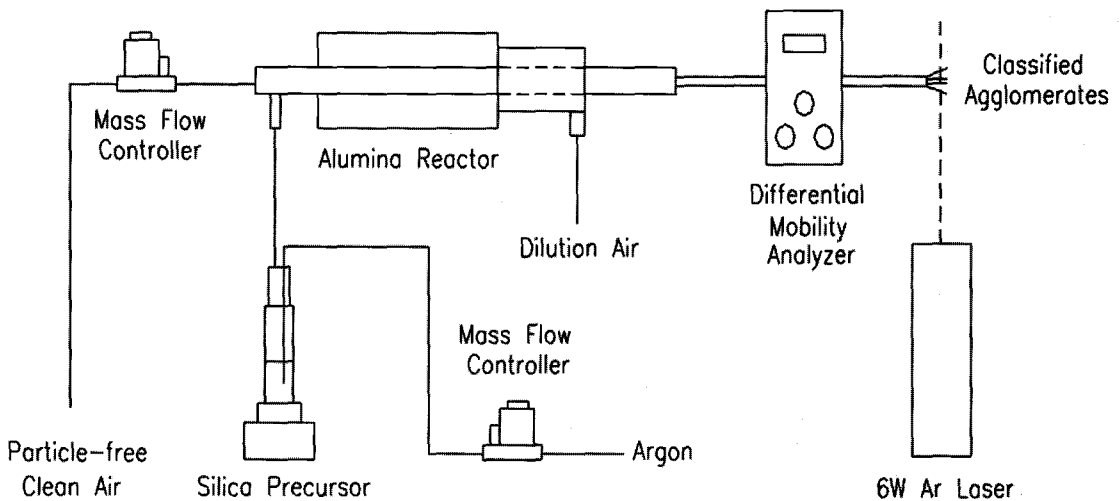 Mass Flow
Controller
Alumina Reactor
Classified
Agglomerates
Differential
Mobility
Analyzer
Dilution Air
Mass Flow
Controller
Particle-free
Clean Air
Silica Precursor
Argon
6W Ar Laser